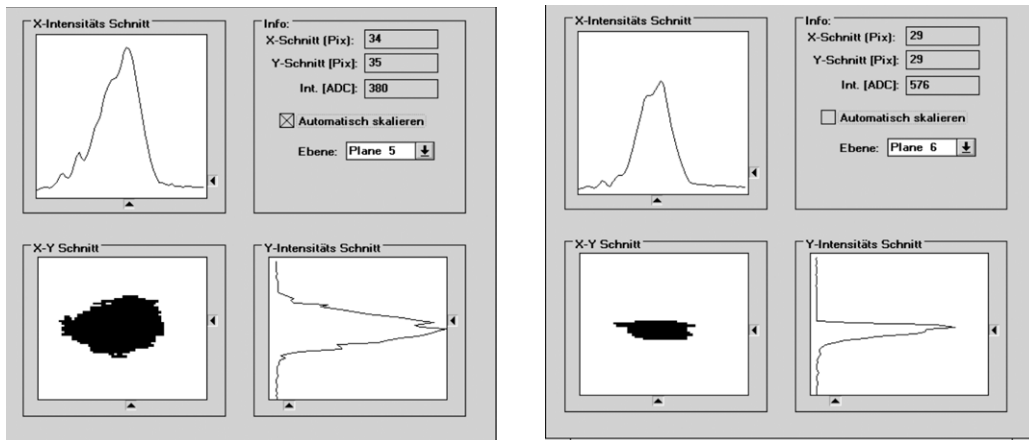 X-Intensitäts Schnitt
Info:
X-Schnitt [Pix]: 34
Y-Schnitt [Pix]: 35
Int. [ADC]: 380
Automatisch skalieren
Ebene: Plane 5
X-Y Schnitt
Y-Intensitäts Schnitt
X-Intensitäts Schnitt
Info:
X-Schnitt [Pix]: 29
Y-Schnitt [Pix]: 29
Int. [ADC]: 576
Automatisch skalieren
Ebene: Plane 6
X-Y Schnitt
Y-Intensitäts Schnitt